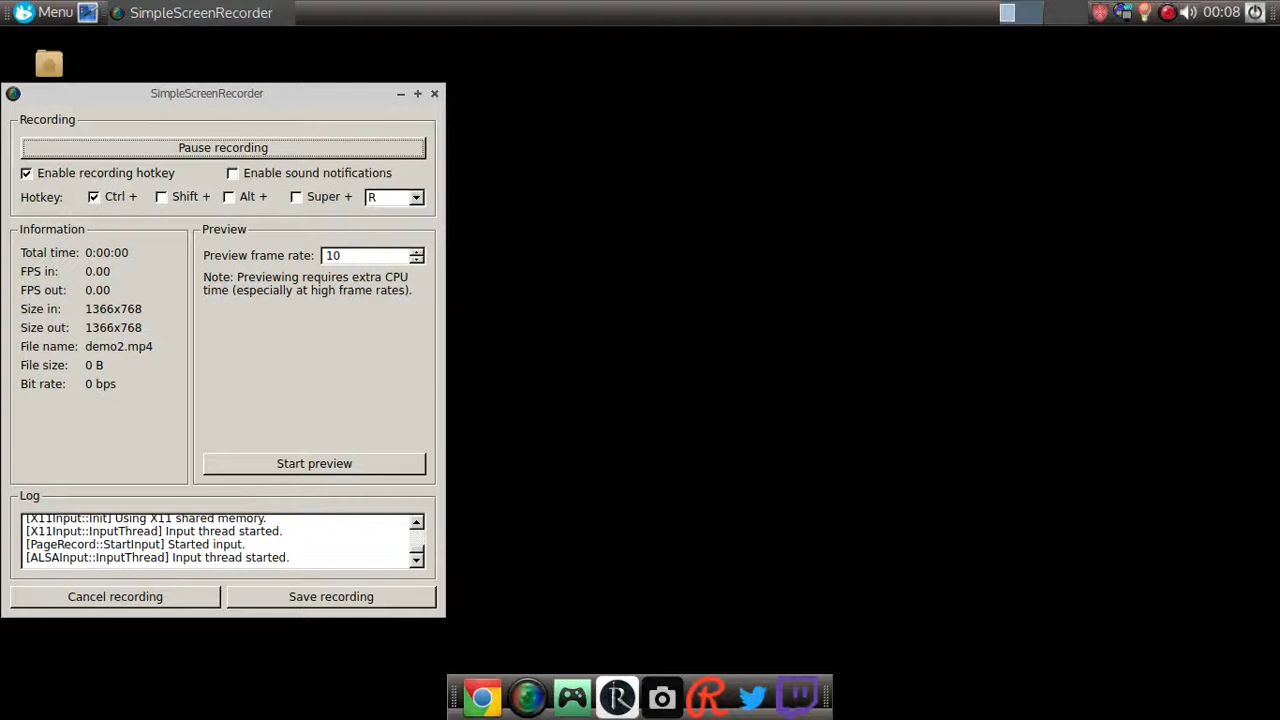 Menu
SimpleScreenRecorder
00:08
SimpleScreenRecorder
Recording
Pause recording
Enable recording hotkey
Enable sound notifications
Hotkey:
Ctrl +
Shift +
Alt +
Super +
R
Information
Total time: 0:00:00
FPS in: 0.00
FPS out: 0.00
Size in: 1366x768
Size out: 1366x768
File name: demo2.mp4
File size: 0 B
Bit rate: 0 bps
Preview
Preview frame rate: 10
Note: Previewing requires extra CPU
time (especially at high frame rates).
Start preview
Log
[X11Input::Init] Using X11 shared memory.
[X11Input::InputThread] Input thread started.
[PageRecord::StartInput] Started input.
[ALSAInput::InputThread] Input thread started.
Cancel recording
Save recording